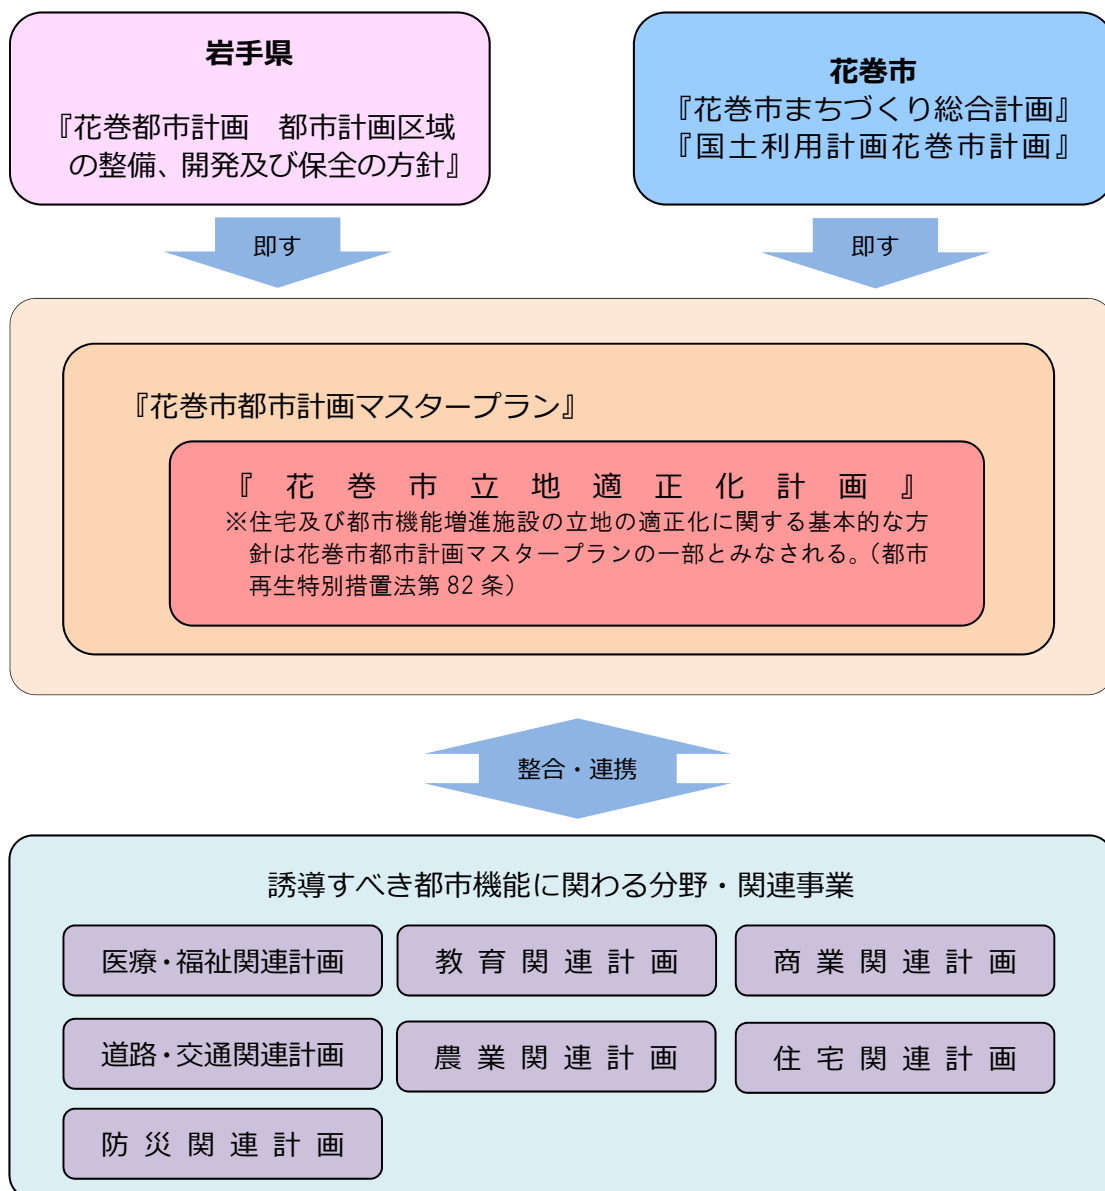 岩手県
『花巻都市計画　都市計画区域
の整備、開発及び保全の方針』
花巻市
『花巻市まちづくり総合計画』
『国土利用計画花巻市計画』
即す
即す
『花巻市都市計画マスタープラン』
『花巻市立地適正化計画』
※住宅及び都市機能増進施設の立地の適正化に関する基本的な方
針は花巻市都市計画マスタープランの一部とみなされる。（都市
再生特別措置法第 82 条）
整合・連携
誘導すべき都市機能に関わる分野・関連事業
医療・福祉関連計画
教育関連計画
商業関連計画
道路・交通関連計画
農業関連計画
住宅関連計画
防災関連計画